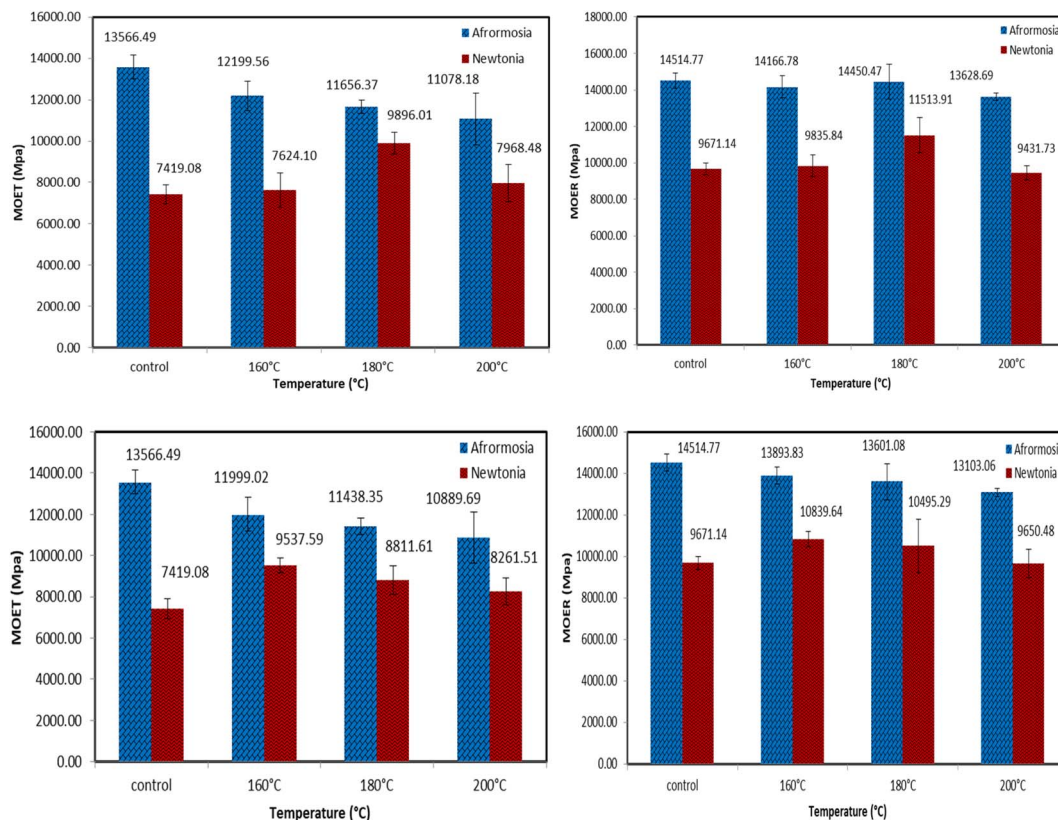 16000.00
14000.00
12000.00
10000.00
8000.00
6000.00
4000.00
2000.00
0.00
MOET (Mpa)
Afrormosia
Newtonia
13566.49
7419.08
12199.56
7624.10
11656.37
9896.01
11078.18
7968.48
control
160°C
180°C
200°C
Temperature (°C)
18000.00
16000.00
14000.00
12000.00
10000.00
8000.00
6000.00
4000.00
2000.00
0.00
MOER (Mpa)
Afrormosia
Newtonia
14514.77
9671.14
14166.78
9835.84
14450.47
11513.91
13628.69
9431.73
control
160°C
180°C
200°C
Temperature (°C)
16000.00
14000.00
12000.00
10000.00
8000.00
6000.00
4000.00
2000.00
0.00
MOET (Mpa)
Afrormosia
Newtonia
13566.49
7419.08
11999.02
9537.59
11438.35
8811.61
10889.69
8261.51
control
160°C
180°C
200°C
Temperature (°C)
16000.00
14000.00
12000.00
10000.00
8000.00
6000.00
4000.00
2000.00
0.00
MOER (Mpa)
Afrormosia
Newtonia
14514.77
9671.14
13893.83
10839.64
13601.08
10495.29
13103.06
9650.48
control
160°C
180°C
200°C
Temperature (°C)